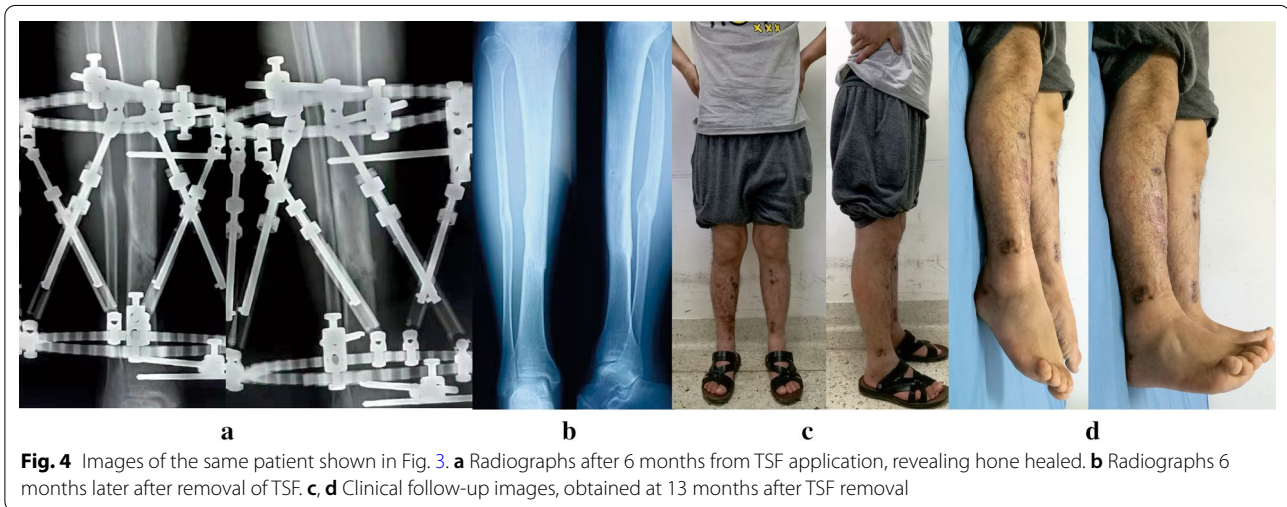 xxx
a
b
c
d
Fig. 4 Images of the same patient shown in Fig. 3. a Radiographs after 6 months from TSF application, revealing hone healed. b Radiographs 6
months later after removal of TSF. c, d Clinical follow-up images, obtained at 13 months after TSF removal